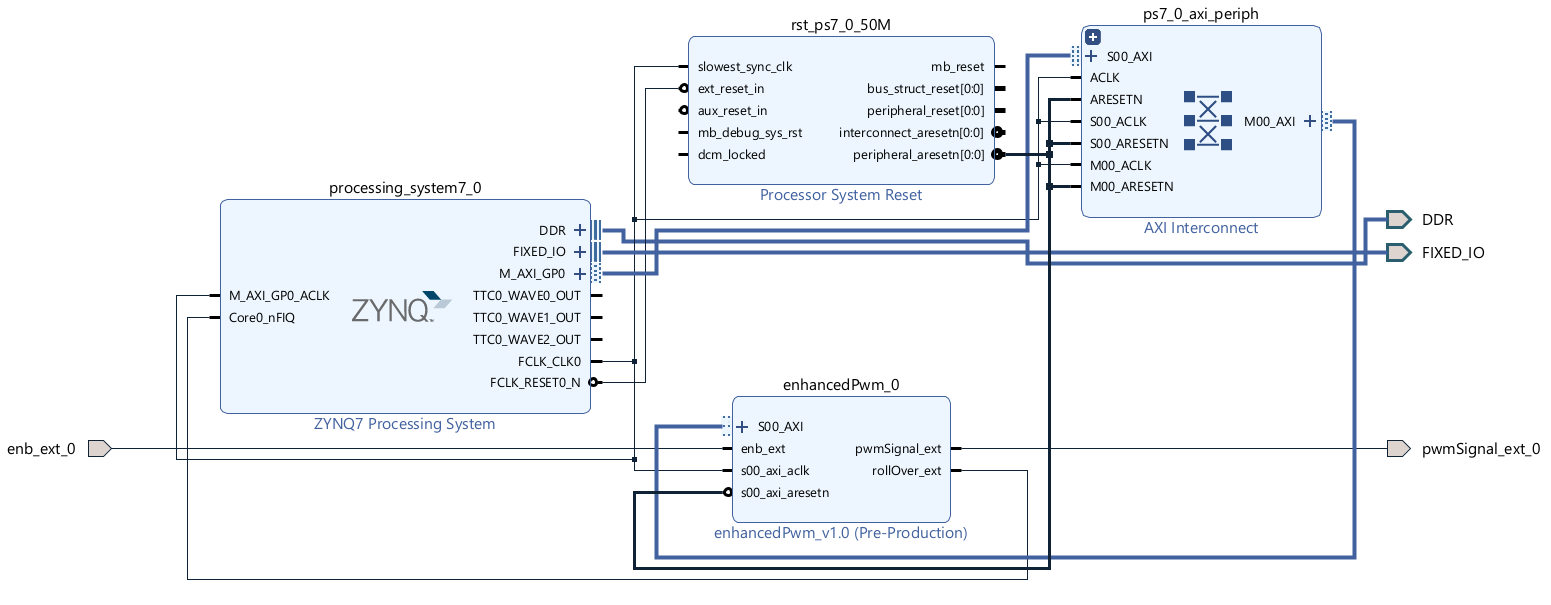 ps7_0_axi_periph
rst_ps7_0_50M
S00_AXI
ACLK
ARESETN
S00_ACLK
S00_ARESETN
M00_ACLK
M00_ARESETN
M00_AXI
AXI Interconnect
slowest_sync_clk
ext_reset_in
aux_reset_in
mb_debug_sys_rst
dcm_locked
mb_reset
bus_struct_reset[0:0]
peripheral_reset[0:0]
interconnect_aresetn[0:0]
peripheral_aresetn[0:0]
Processor System Reset
processing_system7_0
M_AXI_GP0_ACLK
Core0_nFIQ
ZYNQ
DDR
FIXED_IO
M_AXI_GP0
TTC0_WAVE0_OUT
TTC0_WAVE1_OUT
TTC0_WAVE2_OUT
FCLK_CLK0
FCLK_RESET0_N
ZYNQ7 Processing System
DDR
FIXED_IO
enhancedPwm_0
S00_AXI
enb_ext
s00_axi_aclk
s00_axi_aresetn
pwmSignal_ext
rollOver_ext
enhancedPwm_v1.0 (Pre-Production)
enb_ext_0
pwmSignal_ext_0